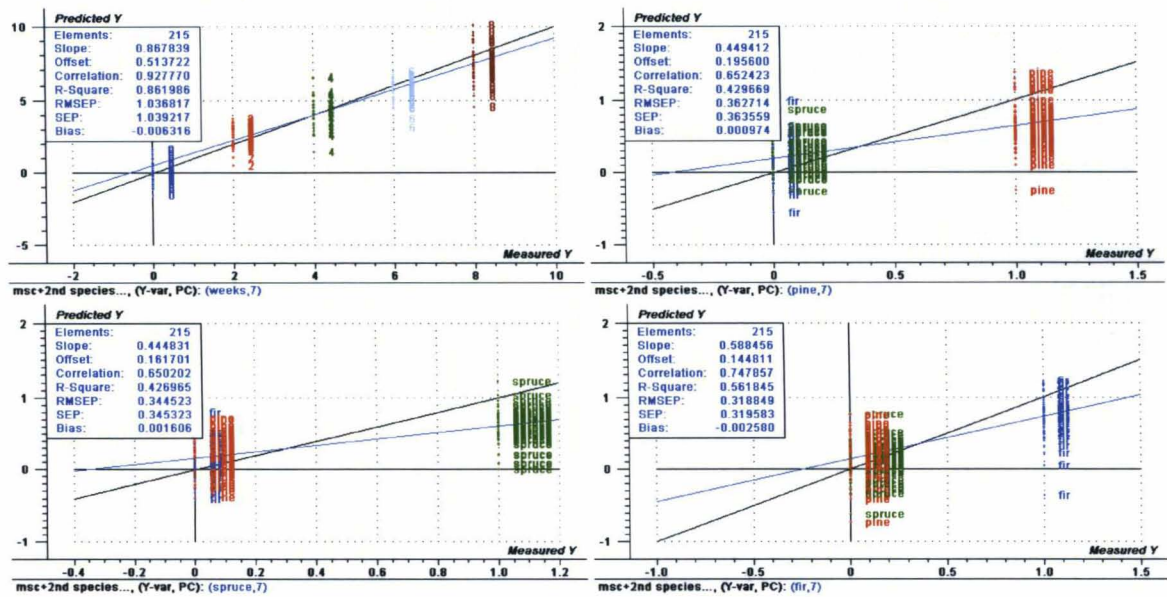 Predicted Y
Elements: 215
Slope: 0.867839
Offset: 0.513722
Correlation: 0.927770
R-Square: 0.861986
RMSEP: 1.036817
SEP: 1.039217
Bias: -0.006316
10
5
0
-5
4
4
2
8
8
Measured Y
-2 0 2 4 6 8 10
msc+2nd species..., (Y-var, PC): (weeks,7)
Predicted Y
Elements: 215
Slope: 0.449412
Offset: 0.195600
Correlation: 0.652423
R-Square: 0.429669
RMSEP: 0.362714
SEP: 0.363559
Bias: 0.000974
2
1
0
-1
fir
spruce
spruce
fir
pine
Measured Y
-0.5 0 0.5 1.0 1.5
msc+2nd species..., (Y-var, PC): (pine,7)
Predicted Y
Elements: 215
Slope: 0.444831
Offset: 0.161701
Correlation: 0.650202
R-Square: 0.426965
RMSEP: 0.344523
SEP: 0.345323
Bias: 0.001606
2
1
0
-1
fir
spruce
spruce
spruce
spruce
Measured Y
-0.4 -0.2 0 0.2 0.4 0.6 0.8 1.0 1.2
msc+2nd species..., (Y-var, PC): (spruce,7)
Predicted Y
Elements: 215
Slope: 0.588456
Offset: 0.144811
Correlation: 0.747857
R-Square: 0.561845
RMSEP: 0.318849
SEP: 0.319583
Bias: -0.002580
2
1
0
-1
spruce
pine
spruce
pine
fir
fir
fir
Measured Y
-1.0 -0.5 0 0.5 1.0 1.5
msc+2nd species..., (Y-var, PC): (fir,7)